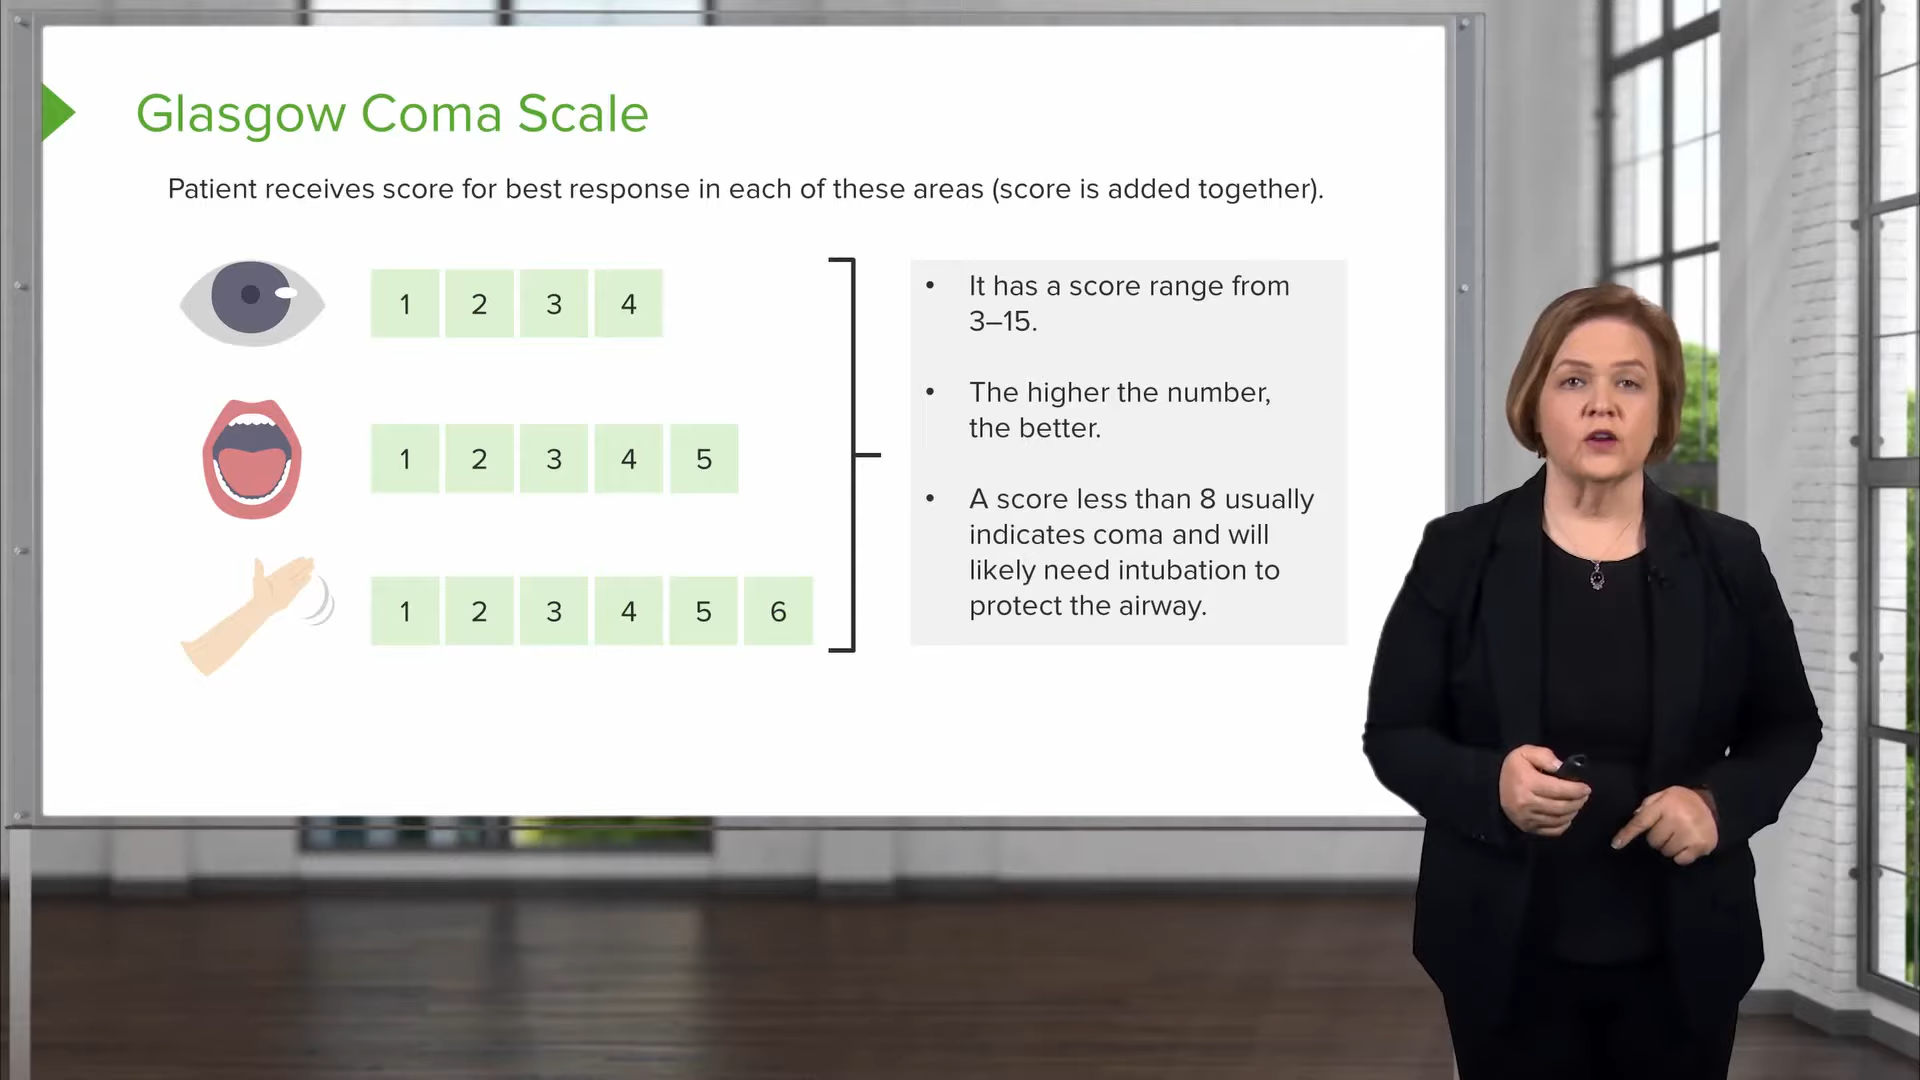 Glasgow Coma Scale
Patient receives score for best response in each of these areas (score is added together).
1 2 3 4
1 2 3 4 5
1 2 3 4 5 6
• It has a score range from
3–15.
• The higher the number,
the better.
• A score less than 8 usually
indicates coma and will
likely need intubation to
protect the airway.